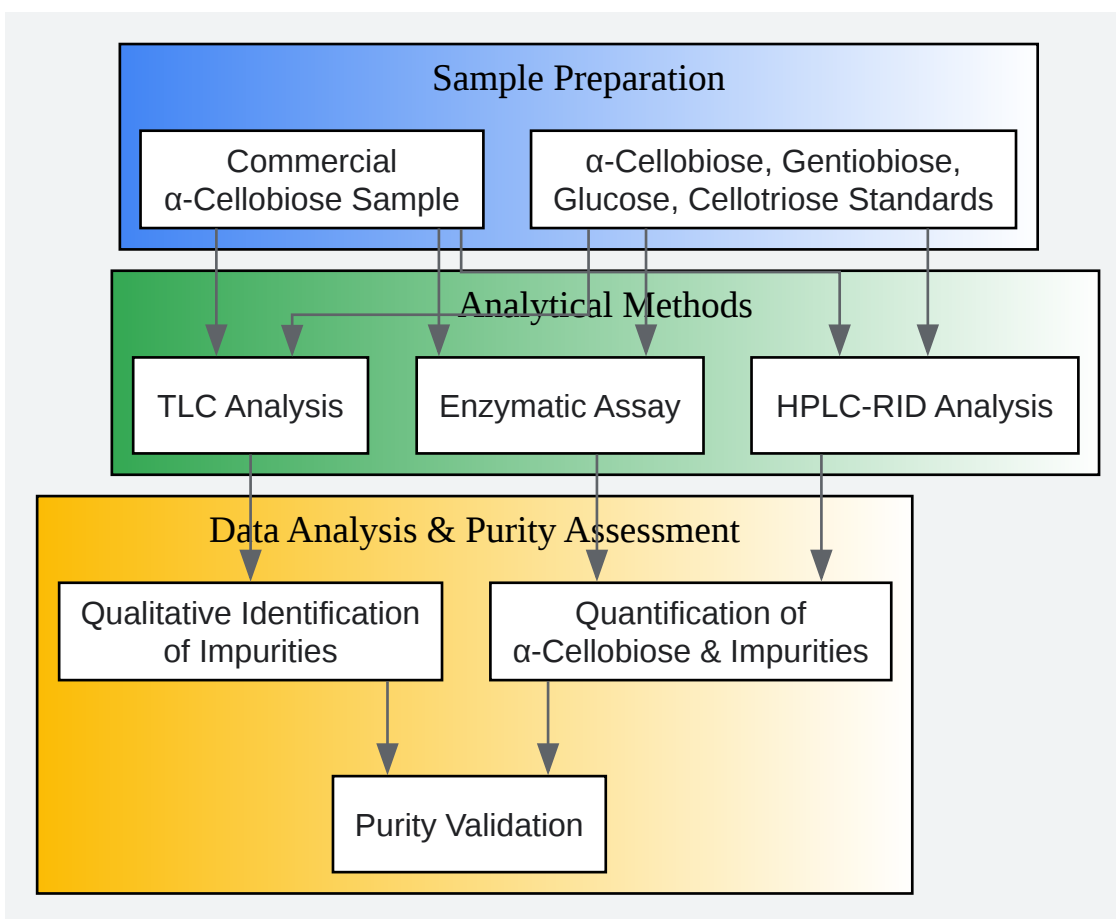 Sample Preparation
Commercial
α-Cellobiose Sample
α-Cellobiose, Gentiobiose,
Glucose, Cellotriose Standards
Analytical Methods
TLC Analysis
Enzymatic Assay
HPLC-RID Analysis
Data Analysis & Purity Assessment
Qualitative Identification
of Impurities
Quantification of
α-Cellobiose & Impurities
Purity Validation